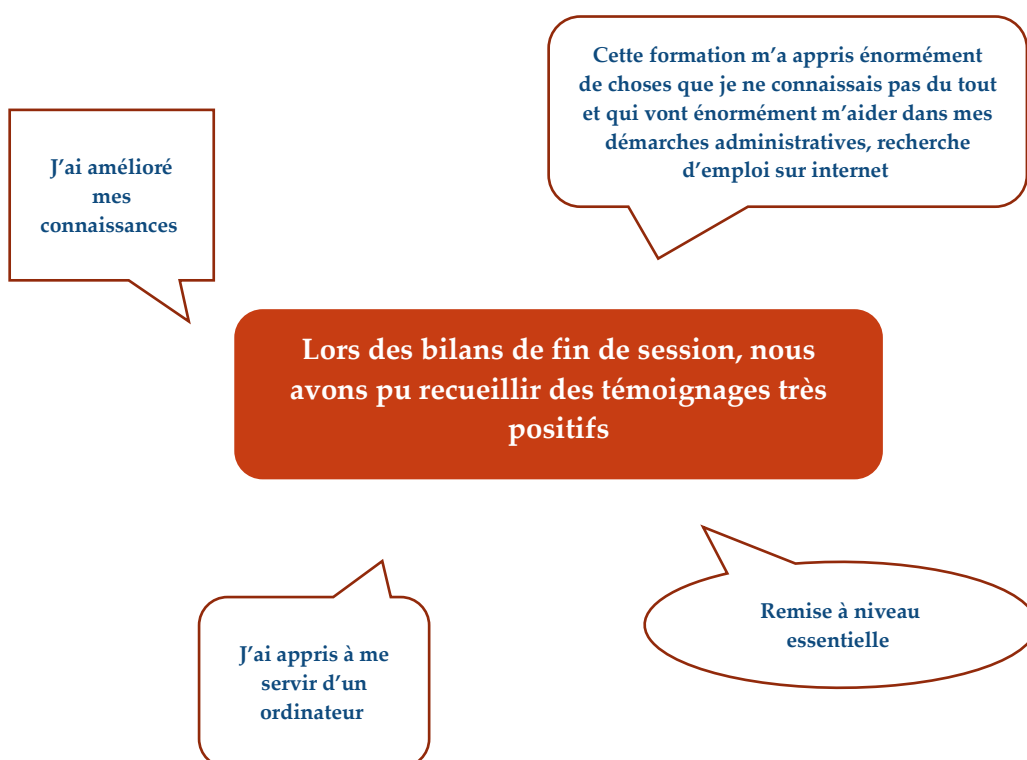 Cette formation m’a appris énormément
de choses que je ne connaissais pas du tout
et qui vont énormément m’aider dans mes
démarches administratives, recherche
d’emploi sur internet
J’ai amélioré
mes
connaissances
Lors des bilans de fin de session, nous
avons pu recueillir des témoignages très
positifs
Remise à niveau
essentielle
J’ai appris à me
servir d’un
ordinateur